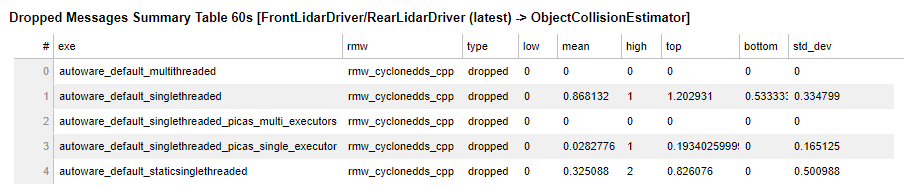 Dropped Messages Summary Table 60s [FrontLidarDriver/RearLidarDriver (latest) -> ObjectCollisionEstimator]
# exe rmw type low mean high top bottom std_dev
0 autoware_default_multithreaded rmw_cyclonedds_cpp dropped 0 0 0 0 0 0
1 autoware_default_singlethreaded rmw_cyclonedds_cpp dropped 0 0.868132 1 1.202931 0.533333 0.334799
2 autoware_default_singlethreaded_picas_multi_executors rmw_cyclonedds_cpp dropped 0 0 0 0 0 0
3 autoware_default_singlethreaded_picas_single_executor rmw_cyclonedds_cpp dropped 0 0.0282776 1 0.1934025999 0 0.165125
4 autoware_default_staticsinglethreaded rmw_cyclonedds_cpp dropped 0 0.325088 2 0.826076 0 0.500988